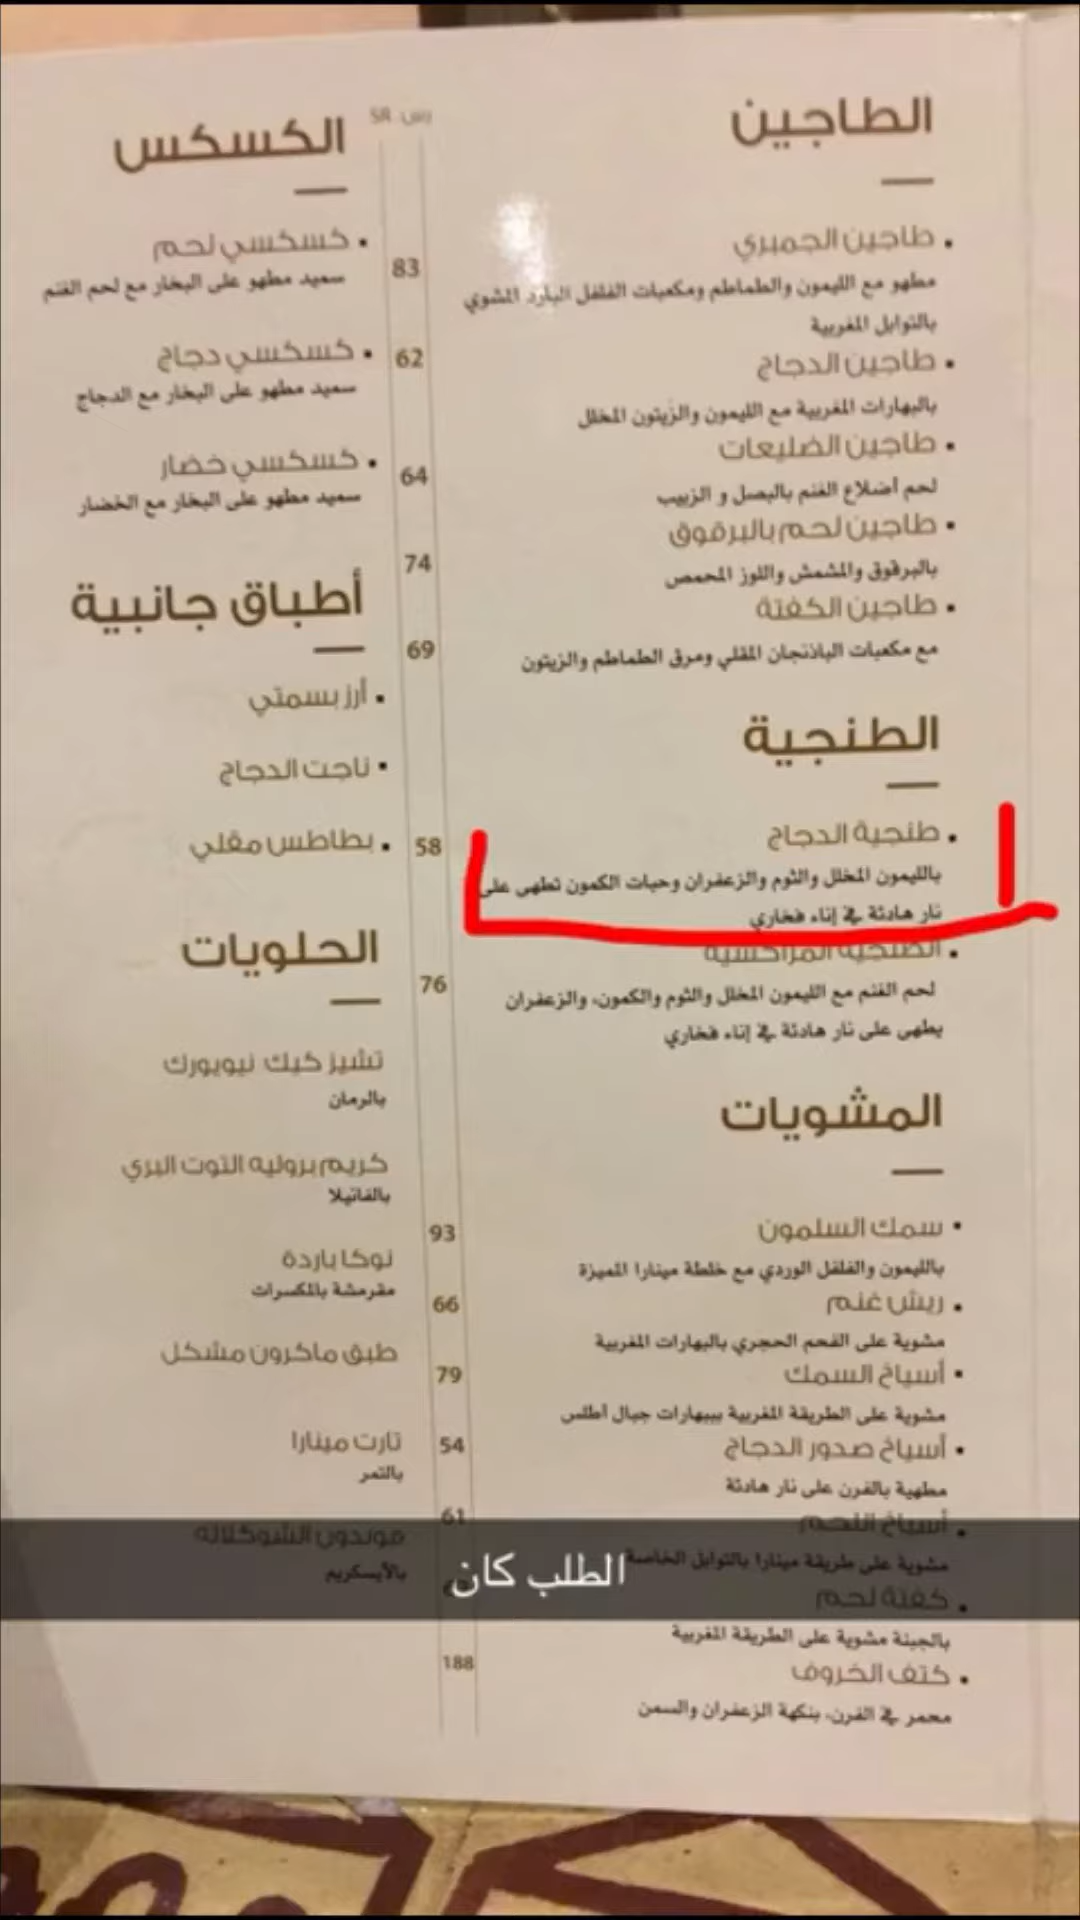 الطاجين
طاجين الجمبري
مطهو مع الليمون والطماطم ومكعبات الفلفل البارد المشوي
بالتوابل المغربية
طاجين الدجاج
بالبهارات المغربية مع الليمون والزيتون المخلل
طاجين الضليعات
لحم أضلاع الغنم بالبصل و الزبيب
طاجين لحم بالبرقوق
بالبرقوق والمشمش واللوز المحمص
طاجين الكفتة
مع مكعبات الباذنجان المقلي ومرق الطماطم والزيتون
الطنجية
طنجية الدجاج
بالليمون المخلل والثوم والزعفران وحبات الكمون تطهى على
نار هادئة في إناء فخاري
الطنجية المراكشية
لحم الغنم مع الليمون المخلل والثوم والكمون، والزعفران
يطهى على نار هادئة في إناء فخاري
المشويات
سمك السلمون
بالليمون والفلفل الوردي مع خلطة مينارا المميزة
ريش غنم
مشوية على الفحم الحجري بالبهارات المغربية
أسياخ السمك
مشوية على الطريقة المغربية ببيهارات جبال أطلس
أسياخ صدور الدجاج
مطهية بالفرن على نار هادئة
أسياخ اللحم
مشوية على طريقة مينارا بالتوابل الخاصة
كفتة لحم
بالجبنة مشوية على الطريقة المغربية
كتف الخروف
محمر في الفرن، بنكهة الزعفران والسمن
ر.س. SR
83
62
64
74
69
58
76
93
66
79
54
61
188
الكسكس
كسكسي لحم
سميد مطهو على البخار مع لحم الغنم
كسكسي دجاج
سميد مطهو على البخار مع الدجاج
كسكسي خضار
سميد مطهو على البخار مع الخضار
أطباق جانبية
أرز بسمتي
ناجت الدجاج
بطاطس مقلي
الحلويات
تشيز كيك نيويورك
بالرمان
كريم بروليه التوت البري
بالفانيلا
نوكا باردة
مقرمشة بالمكسرات
طبق ماكرون مشكل
تارت مينارا
بالتمر
موندون الشوكلاتة
بالآيسكريم
الطلب كان